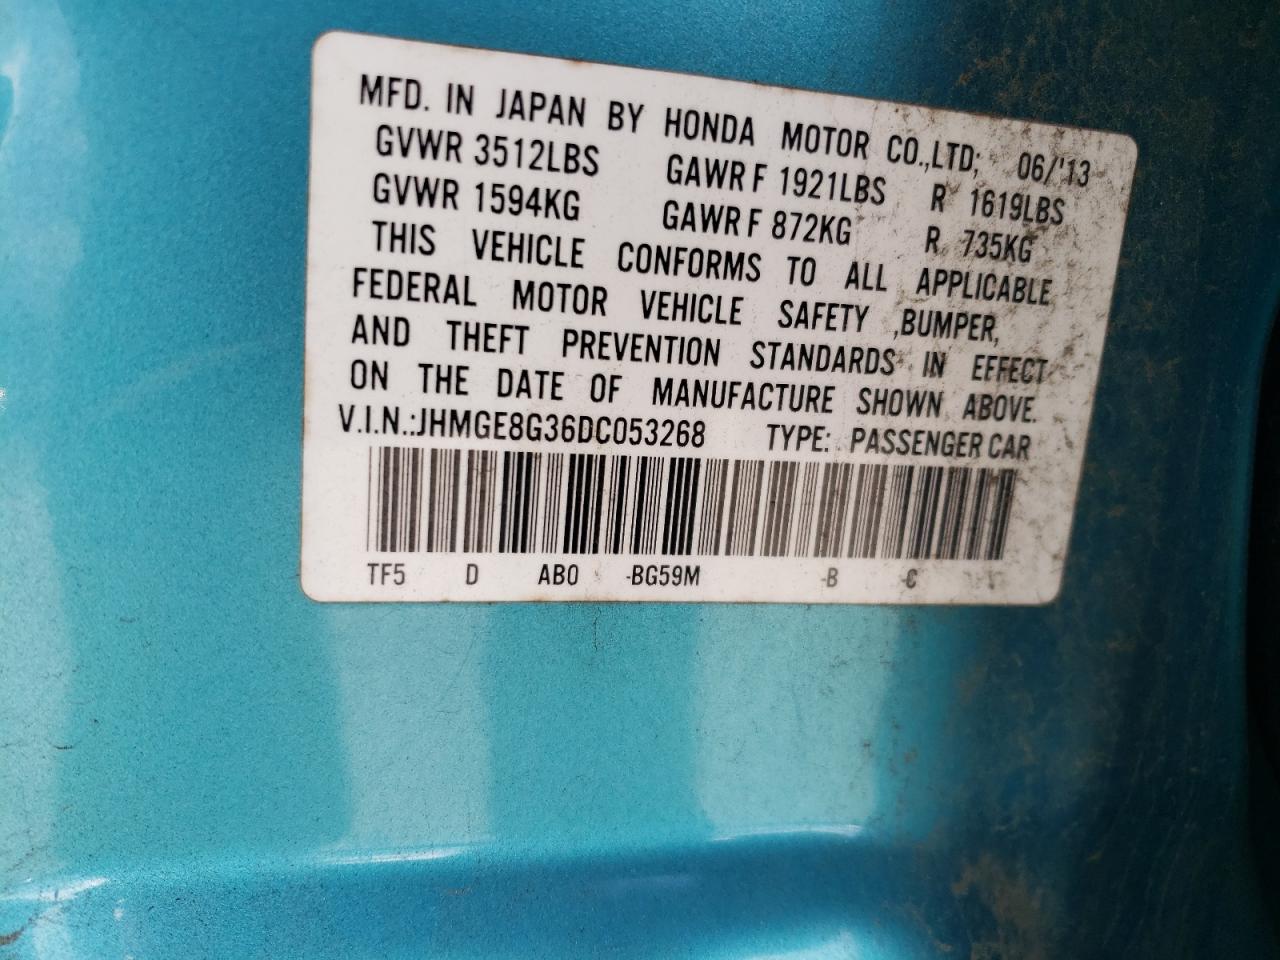 MFD. IN JAPAN BY HONDA MOTOR CO.,LTD; 06/'13
GVWR 3512LBS GAWR F 1921LBS R 1619LBS
GVWR 1594KG GAWR F 872KG R 735KG
THIS VEHICLE CONFORMS TO ALL APPLICABLE
FEDERAL MOTOR VEHICLE SAFETY ,BUMPER,
AND THEFT PREVENTION STANDARDS IN EFFECT
ON THE DATE OF MANUFACTURE SHOWN ABOVE.
V.I.N.:JHMGE8G36DC053268 TYPE: PASSENGER CAR
TF5 D AB0 -BG59M -B -C